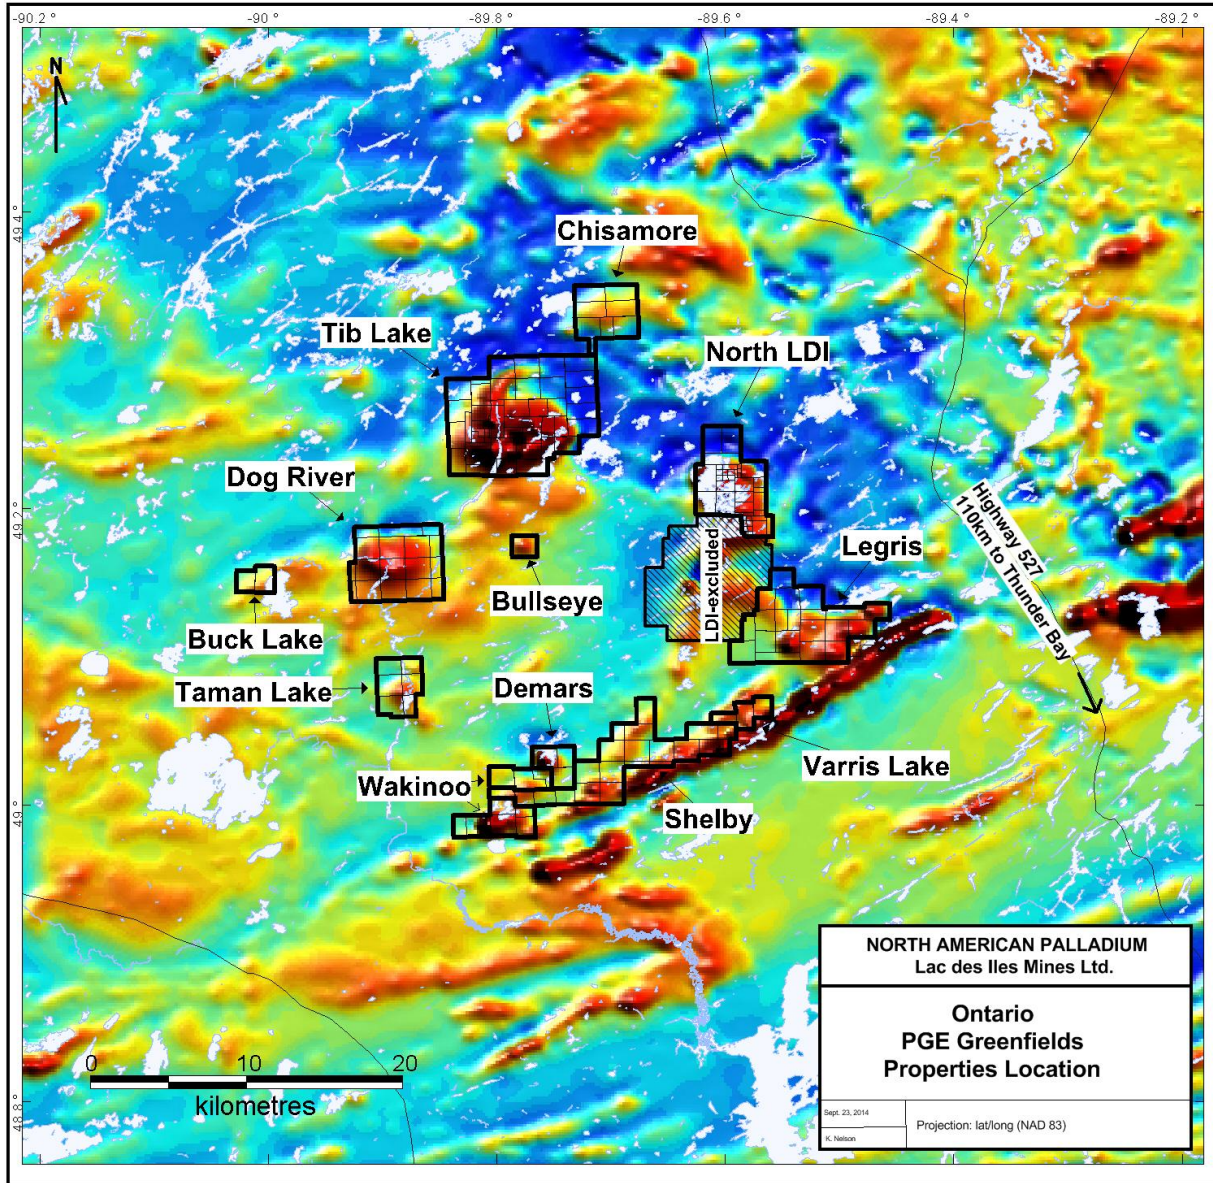 -90.2 °
-90 °
-89.8 °
-89.6 °
-89.4 °
-89.2 °
N
49.4 °
Chisamore
Tib Lake
North LDI
Dog River
49.2 °
Highway 527
110km to Thunder Bay
LDI-excluded
Legris
Bullseye
Buck Lake
Taman Lake
Demars
Varris Lake
Wakinoo
49 °
Shelby
NORTH AMERICAN PALLADIUM
Lac des Iles Mines Ltd.
Ontario
PGE Greenfields
Properties Location
0
10
20
kilometres
48.8 °
Sept. 23, 2014
K. Nelson
Projection: lat/long (NAD 83)